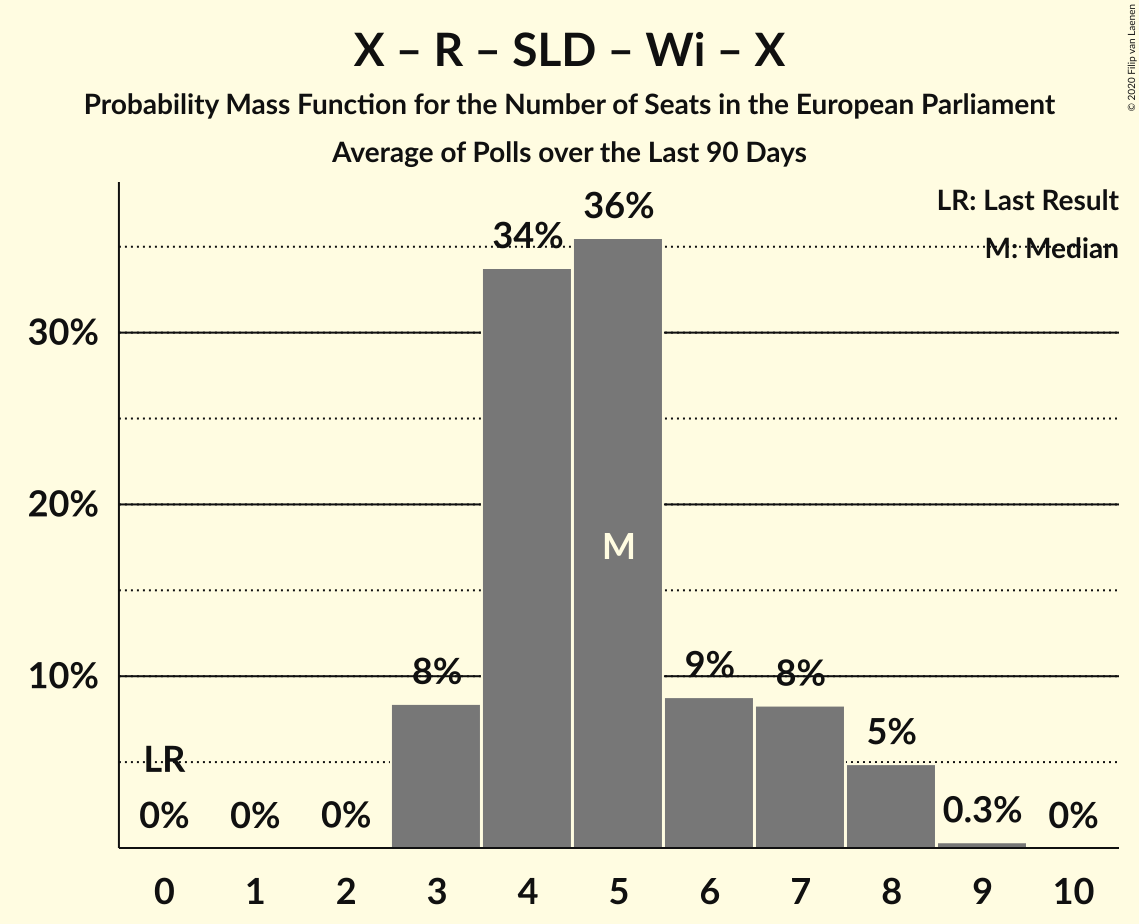 X – R – SLD – Wi – X
Probability Mass Function for the Number of Seats in the European Parliament
Average of Polls over the Last 90 Days
© 2020 Filip van Laenen
LR: Last Result
M: Median
36%
34%
30%
20%
M
10%
8%
9%
8%
5%
LR
0%
0%
0%
0.3%
0%
0 1 2 3 4 5 6 7 8 9 10